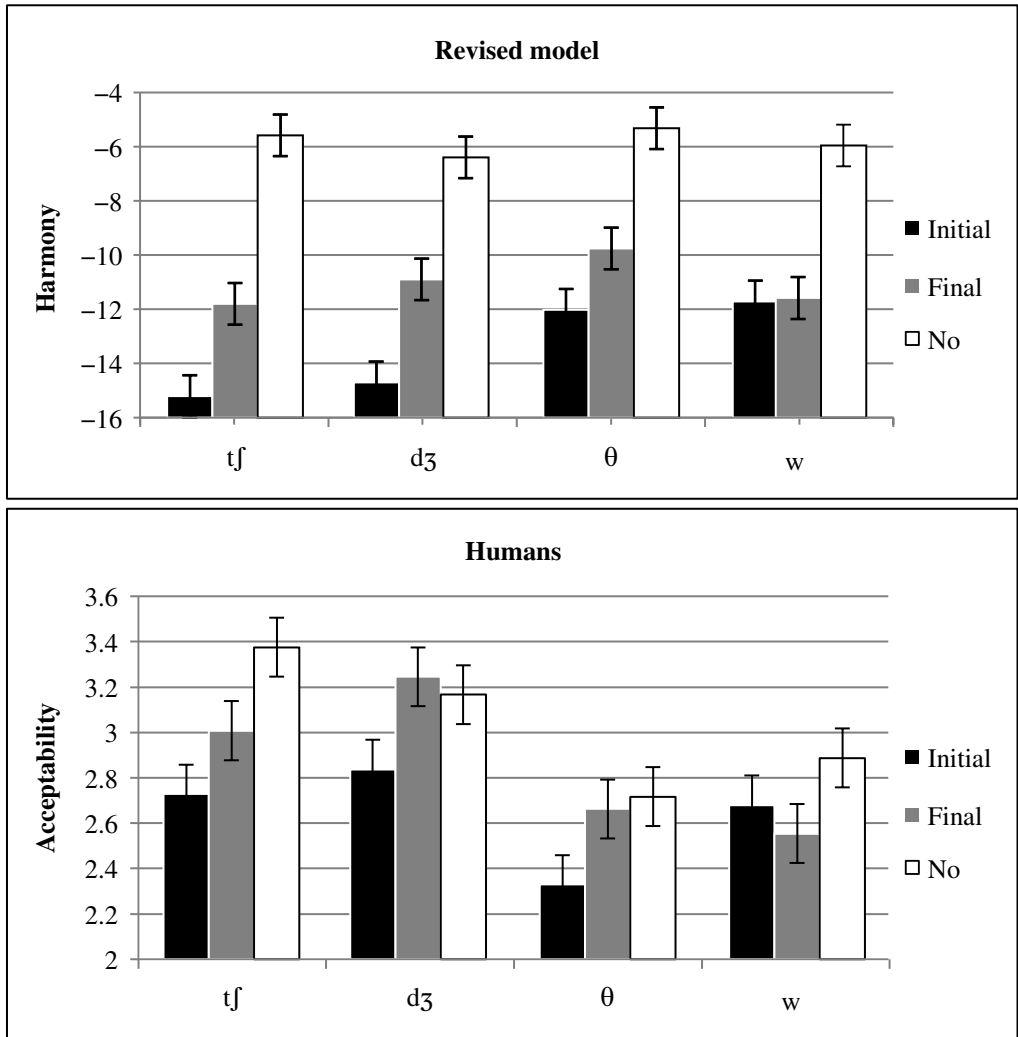 Revised model
Harmony
−4
−6
−8
−10
−12
−14
−16
tʃ dʒ θ w
Initial
Final
No
Humans
Acceptability
3.6
3.4
3.2
3
2.8
2.6
2.4
2.2
2
tʃ dʒ θ w
Initial
Final
No